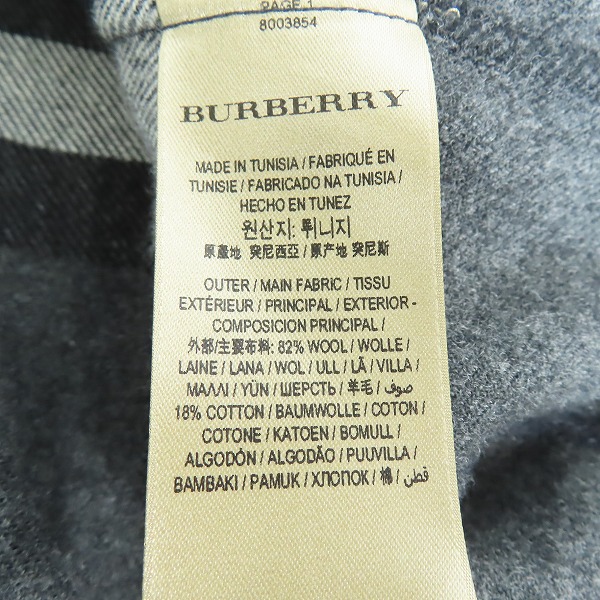 PAGE 1
8003854
BURBERRY
MADE IN TUNISIA / FABRIQUÉ EN
TUNISIE / FABRICADO NA TUNISIA /
HECHO EN TUNEZ
원산지: 튀니지
原產地 突尼西亞 / 原产地 突尼斯
OUTER / MAIN FABRIC / TISSU
EXTÉRIEUR / PRINCIPAL / EXTERIOR -
COMPOSICION PRINCIPAL /
外部/主要布料: 82% WOOL / WOLLE /
LAINE / LANA / WOL / ULL / LÃ / VILLA /
ΜΑΛΛΙ / YÜN / ШЕРСТЬ / 羊毛 / صوف /
18% COTTON / BAUMWOLLE / COTON /
COTONE / KATOEN / BOMULL /
ALGODÓN / ALGODÃO / PUUVILLA /
BAMBAKI / PAMUK / ХЛОПОК / 棉 / قطن /